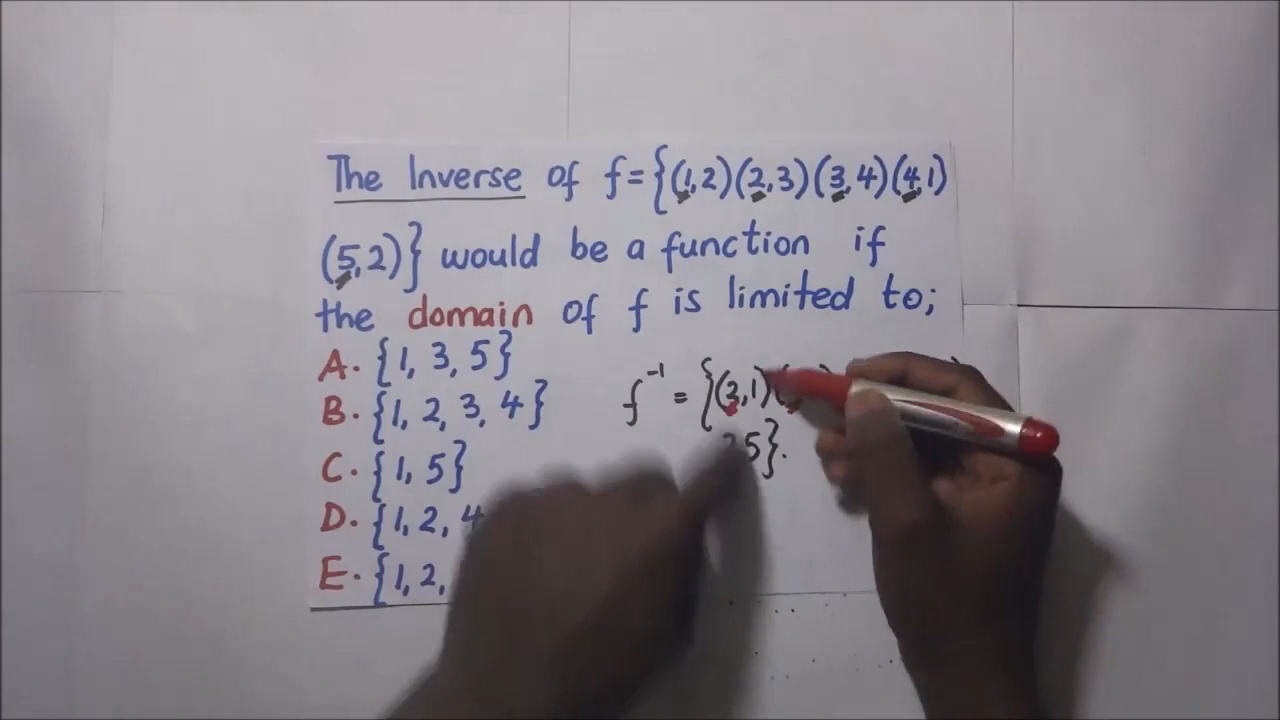 The Inverse of f={(1,2)(2,3)(3,4)(4,1)
(5,2)} would be a function if
the domain of f is limited to;
A. {1, 3, 5}
B. {1, 2, 3, 4}
C. {1, 5}
D. {1, 2, 4
E. {1, 2,
f⁻¹ = {(2,1)(
2,5}.